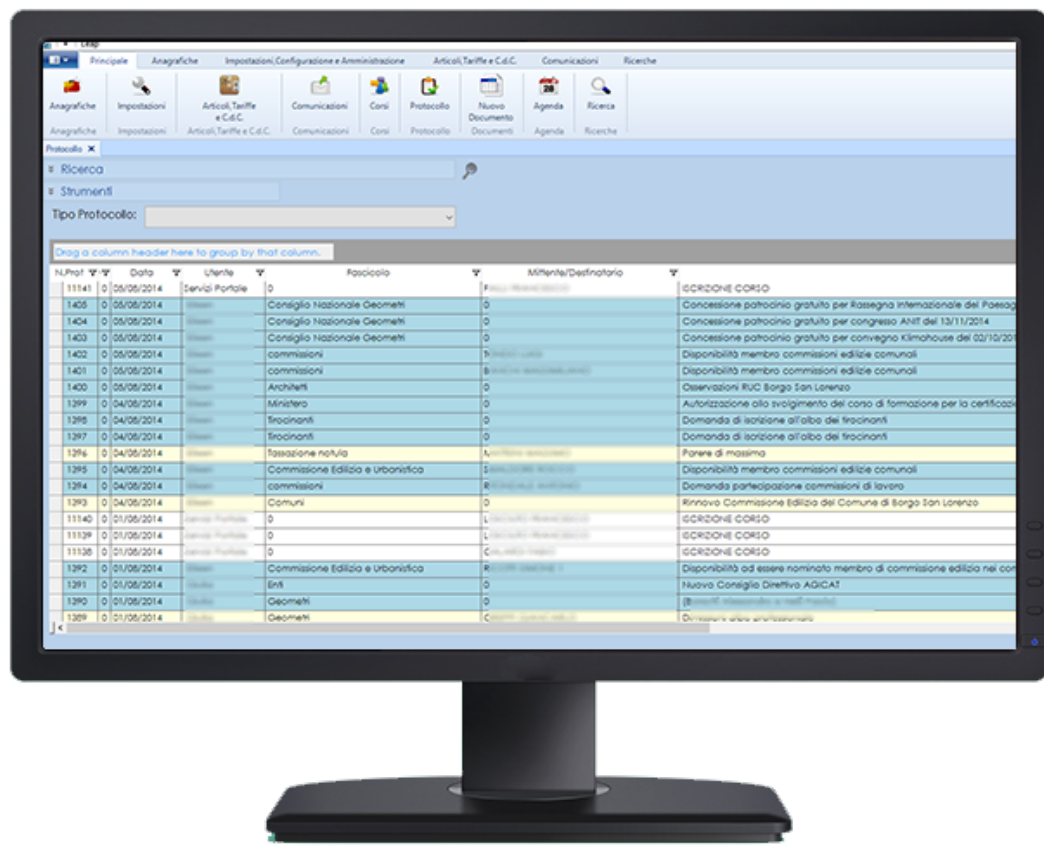 Leap
Principale Anagrafiche Impostazioni,Configurazione e Amministrazione Articoli,Tariffe e C.d.C. Comunicazioni Ricerche
Anagrafiche Impostazioni Articoli,Tariffe e C.d.C. Comunicazioni Corsi Protocollo Nuovo Documento Agenda Ricerca
Anagrafiche Impostazioni Articoli,Tariffe e C.d.C. Comunicazioni Corsi Protocollo Documenti Agenda Ricerche
Protocollo X
Ricerca
Strumenti
Tipo Protocollo:
Drag a column header here to group by that column.
N.Prot Data Utente Fascicolo Mittente/Destinatario
11141 0 05/08/2014 Servizi Portale 0 ISCRIZIONE CORSO
1405 0 05/08/2014 Consiglio Nazionale Geometri 0 Concessione patrocinio gratuito per Rassegna Internazionale del Paesag
1404 0 05/08/2014 Consiglio Nazionale Geometri 0 Concessione patrocinio gratuito per congresso ANIT del 13/11/2014
1403 0 05/08/2014 Consiglio Nazionale Geometri 0 Concessione patrocinio gratuito per convegno Klimahouse del 02/10/201
1402 0 05/08/2014 commissioni Disponibilità membro commissioni edilizie comunali
1401 0 05/08/2014 commissioni B Disponibilità membro commissioni edilizie comunali
1400 0 05/08/2014 Architetti 0 Osservazioni RUC Borgo San Lorenzo
1399 0 04/08/2014 Ministero 0 Autorizzazione allo svolgimento del corso di formazione per la certificazio
1398 0 04/08/2014 Tirocinanti 0 Domanda di iscrizione all'albo dei tirocinanti
1397 0 04/08/2014 Tirocinanti 0 Domanda di iscrizione all'albo dei tirocinanti
1396 0 04/08/2014 Tassazione notula Parere di massima
1395 0 04/08/2014 Commissione Edilizia e Urbanistica S Disponibilità membro commissioni edilizie comunali
1394 0 04/08/2014 commissioni R Domanda partecipazione commissioni di lavoro
1393 0 04/08/2014 Comuni 0 Rinnovo Commissione Edilizia del Comune di Borgo San Lorenzo
11140 0 01/08/2014 0 L ISCRIZIONE CORSO
11139 0 01/08/2014 0 L ISCRIZIONE CORSO
11138 0 01/08/2014 0 C ISCRIZIONE CORSO
1392 0 01/08/2014 Commissione Edilizia e Urbanistica R Disponibilità ad essere nominato membro di commissione edilizia nei com
1391 0 01/08/2014 Enti 0 Nuovo Consiglio Direttivo AGICAT
1390 0 01/08/2014 Geometri 0
1389 0 01/08/2014 Geometri C Dimissioni albo professionale